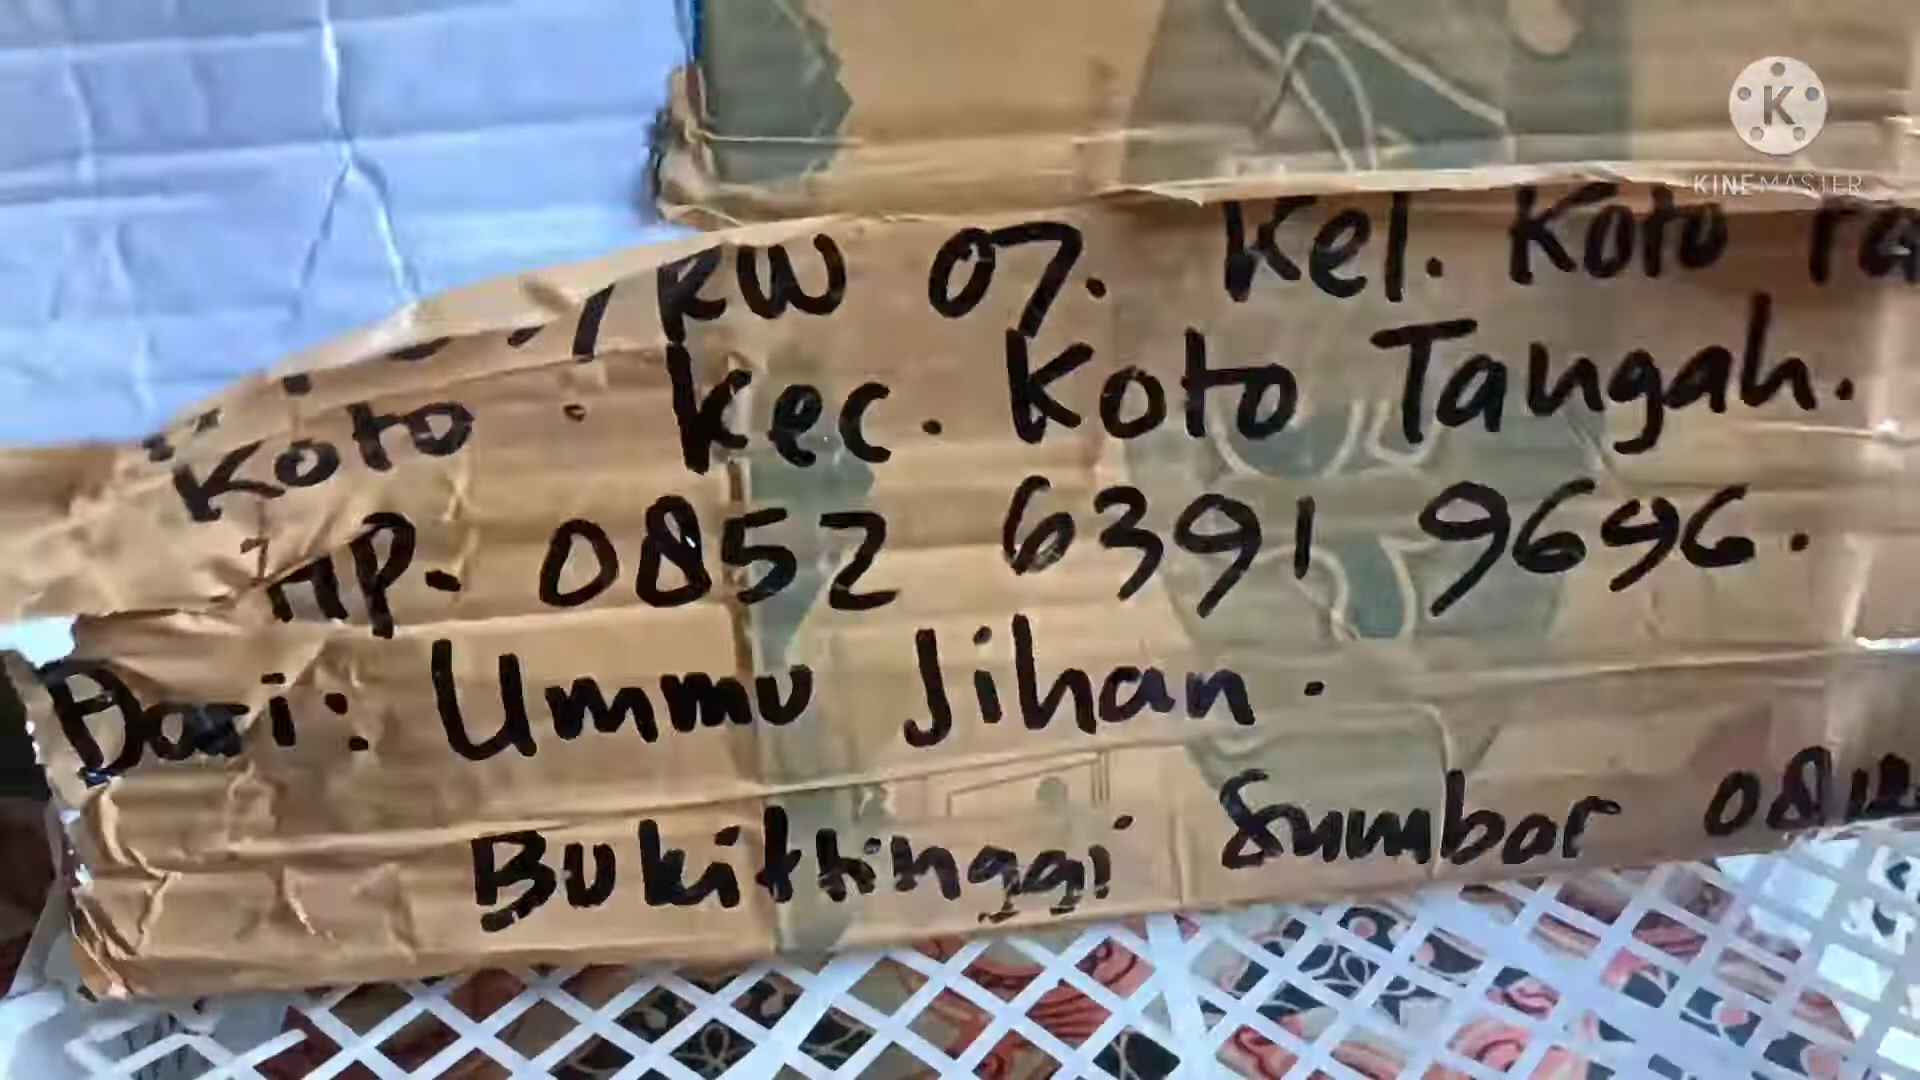 KINEMASTER
/RW 07. Kel. Koto
Koto. Kec. Koto Tangah.
HP. 0852 6391 9696.
Dari: Ummu Jihan.
Bukittinggi Sumbar